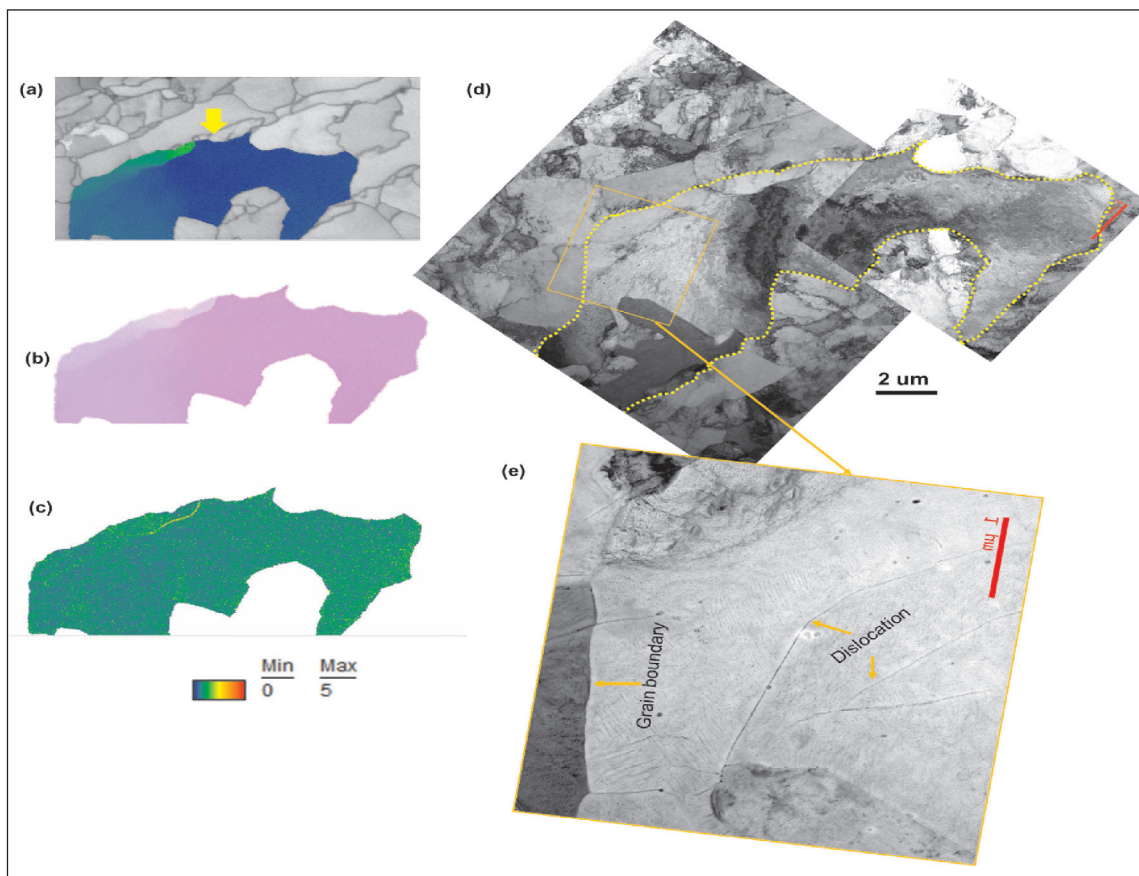 (a)
(b)
(c)
Min Max
0 5
(d)
2 um
(e)
Grain boundary
Dislocation
1 μm